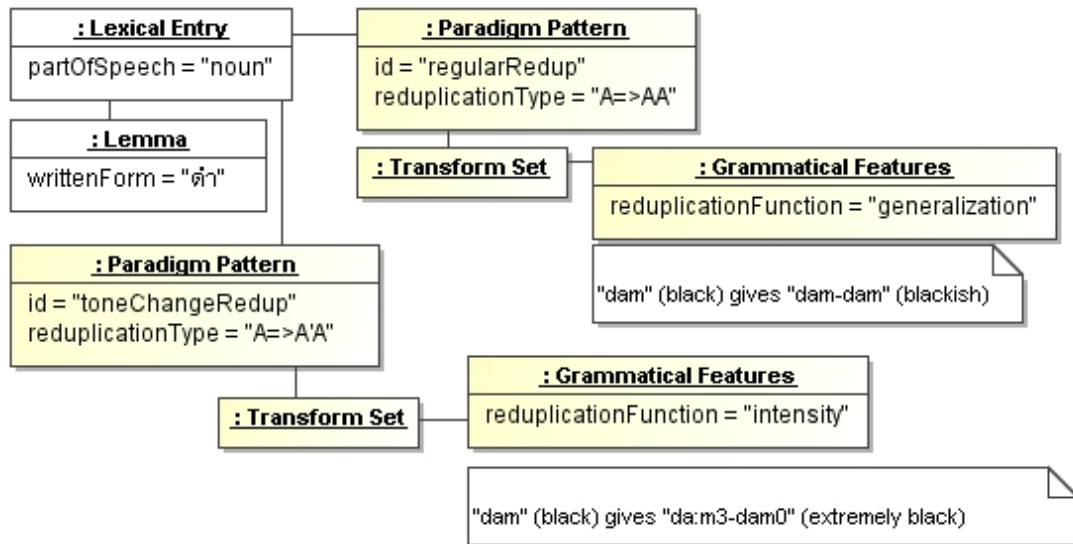 : Lexical Entry
partOfSpeech = "noun"
: Paradigm Pattern
id = "regularRedup"
reduplicationType = "A=>AA"
: Lemma
writtenForm = "ดำ"
: Transform Set
: Grammatical Features
reduplicationFunction = "generalization"
"dam" (black) gives "dam-dam" (blackish)
: Paradigm Pattern
id = "toneChangeRedup"
reduplicationType = "A=>A'A"
: Transform Set
: Grammatical Features
reduplicationFunction = "intensity"
"dam" (black) gives "da:m3-dam0" (extremely black)